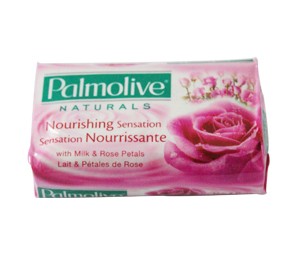 Palmolive
NATURALS
Nourishing Sensation
Sensation Nourrissante
with Milk & Rose Petals
Lait & Pétales de Rose
Palmolive